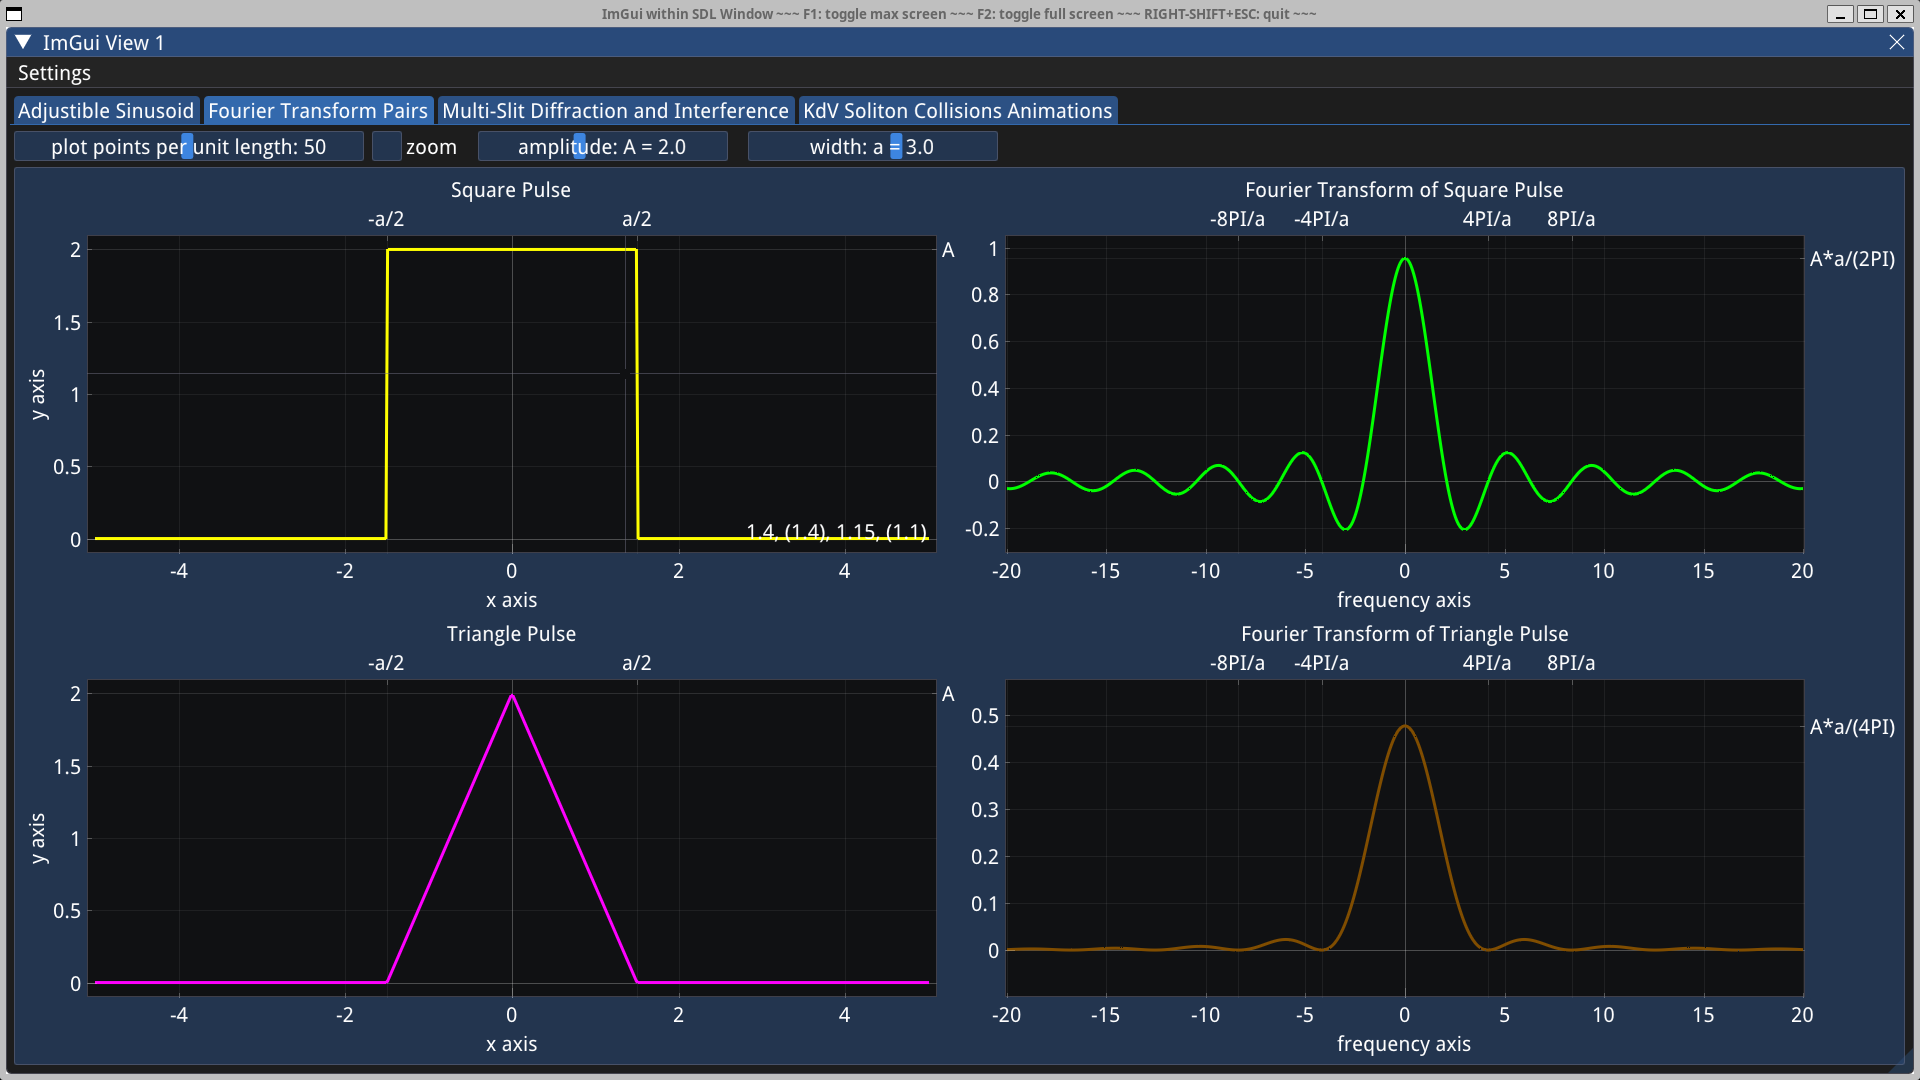 ImGui within SDL Window ~~~ F1: toggle max screen ~~~ F2: toggle full screen ~~~ RIGHT-SHIFT+ESC: quit ~~~
ImGui View 1
Settings
Adjustible Sinusoid Fourier Transform Pairs Multi-Slit Diffraction and Interference KdV Soliton Collisions Animations
plot points per unit length: 50 zoom amplitude: A = 2.0 width: a = 3.0
Square Pulse
-a/2 a/2
2 A
1.5
1
0.5
0
y axis
1.4, (1.4), 1.15, (1.1)
-4 -2 0 2 4
x axis
Fourier Transform of Square Pulse
-8PI/a -4PI/a 4PI/a 8PI/a
1
A*a/(2PI)
0.8
0.6
0.4
0.2
0
-0.2
-20 -15 -10 -5 0 5 10 15 20
frequency axis
Triangle Pulse
-a/2 a/2
2 A
1.5
1
0.5
0
y axis
-4 -2 0 2 4
x axis
Fourier Transform of Triangle Pulse
-8PI/a -4PI/a 4PI/a 8PI/a
0.5
A*a/(4PI)
0.4
0.3
0.2
0.1
0
-20 -15 -10 -5 0 5 10 15 20
frequency axis